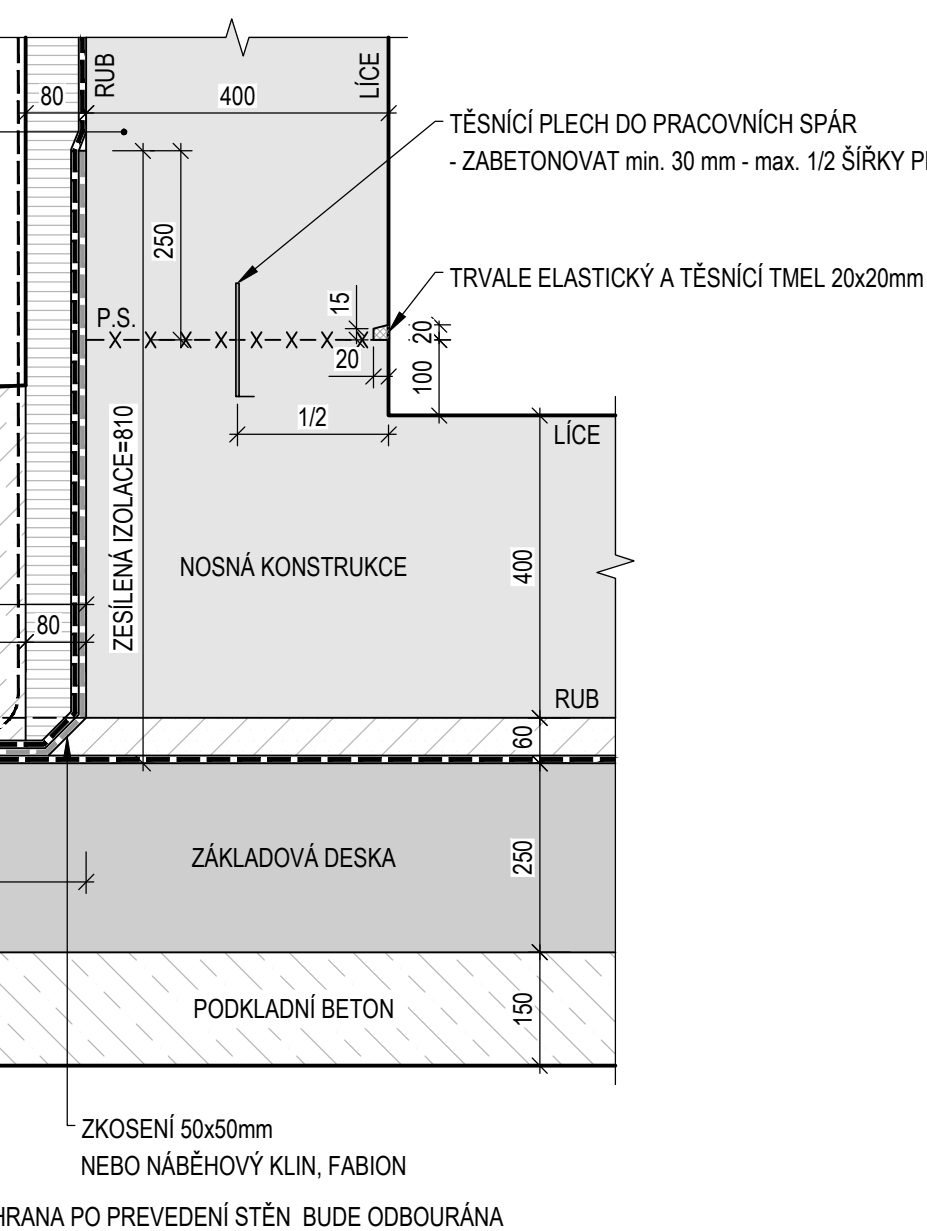 RUB
LÍCE
80
400
TĚSNÍCÍ PLECH DO PRACOVNÍCH SPÁR
- ZABETONOVAT min. 30 mm - max. 1/2 ŠÍŘKY
250
TRVALE ELASTICKÝ A TĚSNÍCÍ TMEL 20x20mm
15
P.S.
20
20
100
1/2
LÍCE
ZESÍLENÁ IZOLACE=810
NOSNÁ KONSTRUKCE
400
80
RUB
60
ZÁKLADOVÁ DESKA
250
PODKLADNÍ BETON
150
ZKOSENÍ 50x50mm
NEBO NÁBĚHOVÝ KLIN, FABION
HRANA PO PREVEDENÍ STĚN BUDE ODBOURÁNA